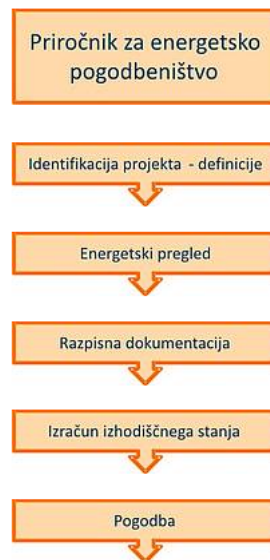 Priročnik za energetsko
pogodbeništvo
Identifikacija projekta - definicije
Energetski pregled
Razpisna dokumentacija
Izračun izhodiščnega stanja
Pogodba